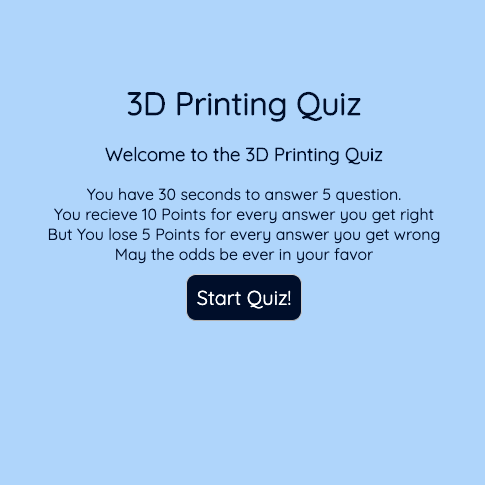 3D Printing Quiz
Welcome to the 3D Printing Quiz
You have 30 seconds to answer 5 question.
You recieve 10 Points for every answer you get right
But You lose 5 Points for every answer you get wrong
May the odds be ever in your favor
Start Quiz!